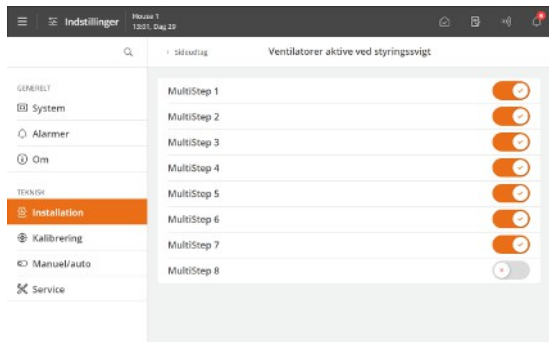 Indstillinger
House 1
13:01, Dag 29
Sideudtag
Ventilatorer aktive ved styringssvigt
GENERELT
System
Alarmer
Om
TEKNISK
Installation
Kalibrering
Manuel/auto
Service
MultiStep 1
MultiStep 2
MultiStep 3
MultiStep 4
MultiStep 5
MultiStep 6
MultiStep 7
MultiStep 8